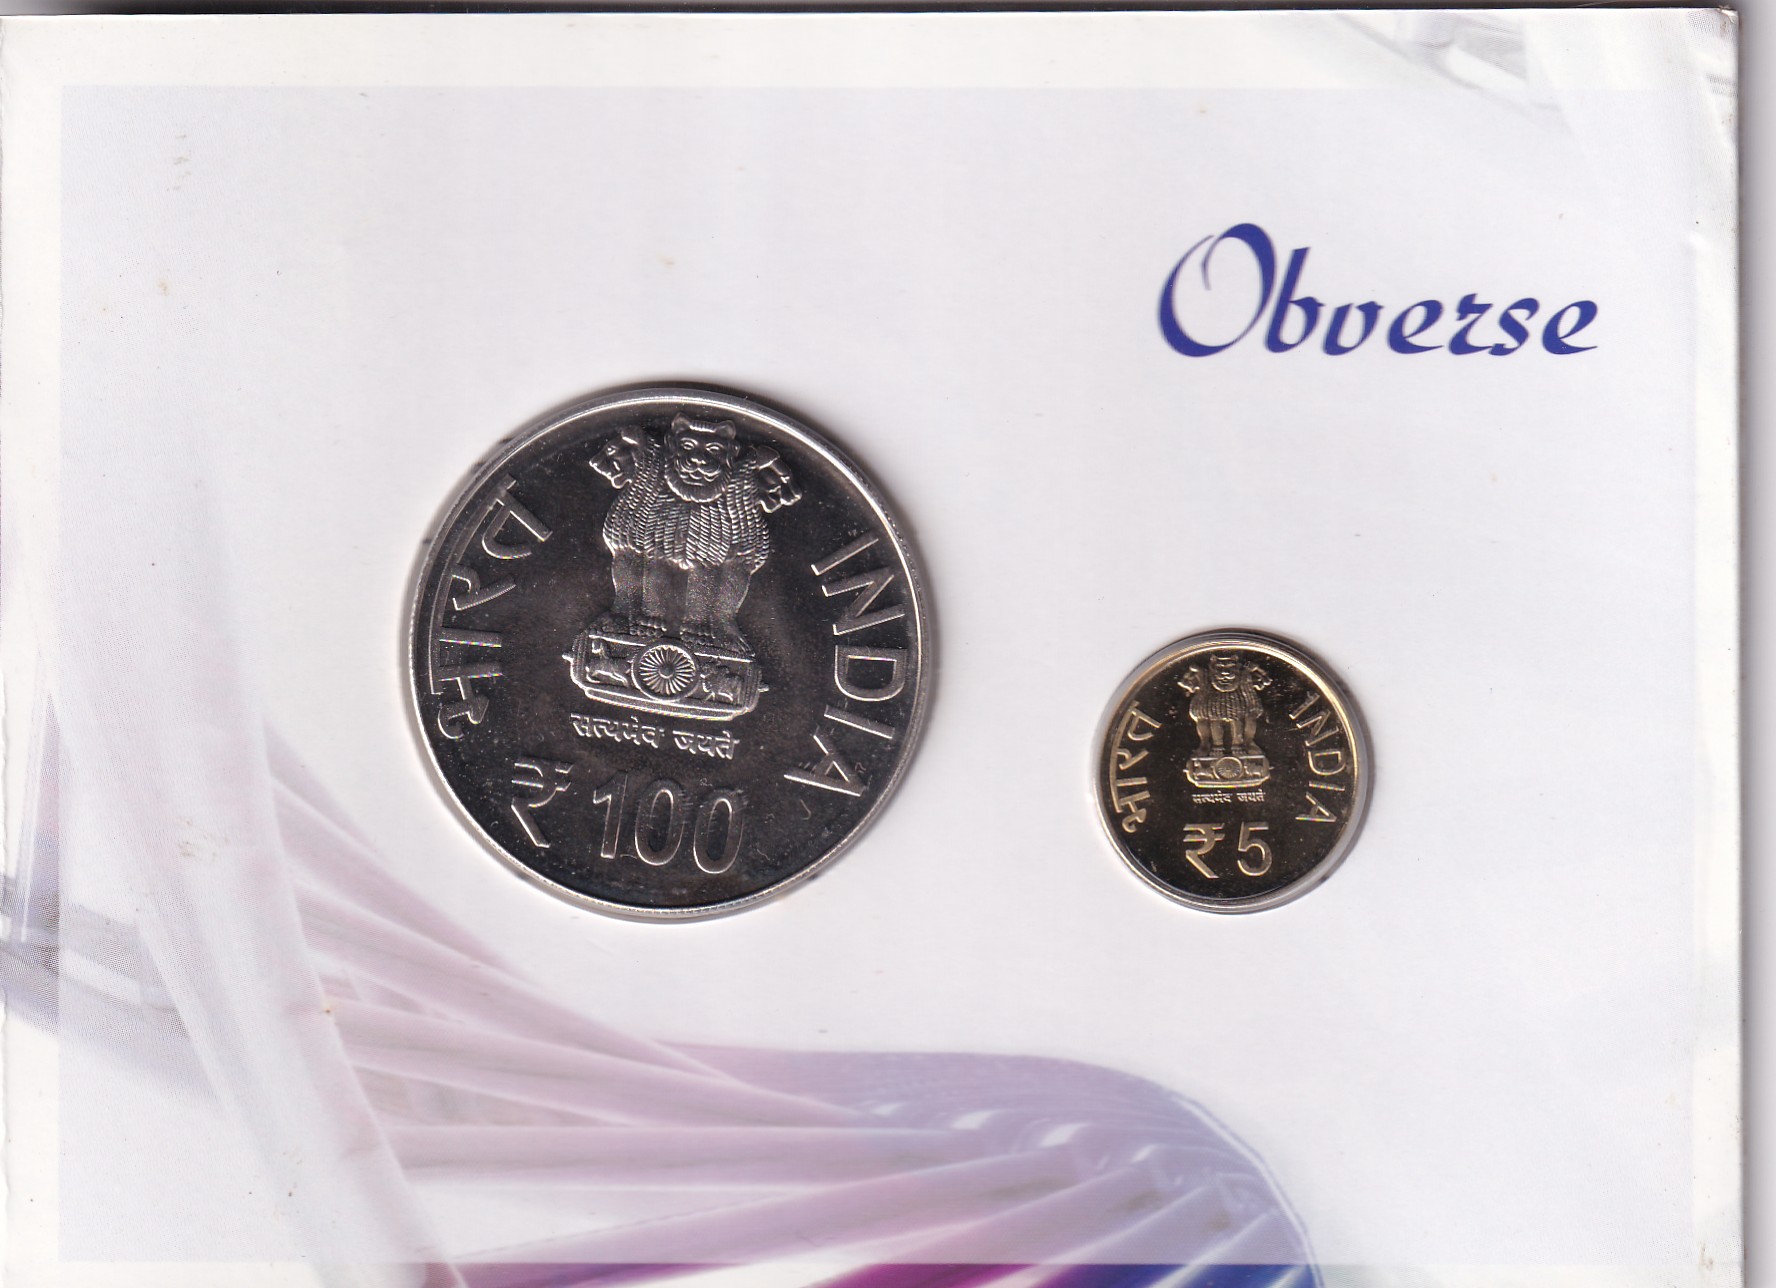 Obverse
भारत
INDIA
सत्यमेव जयते
₹ 100
भारत
INDIA
सत्यमेव जयते
₹ 5